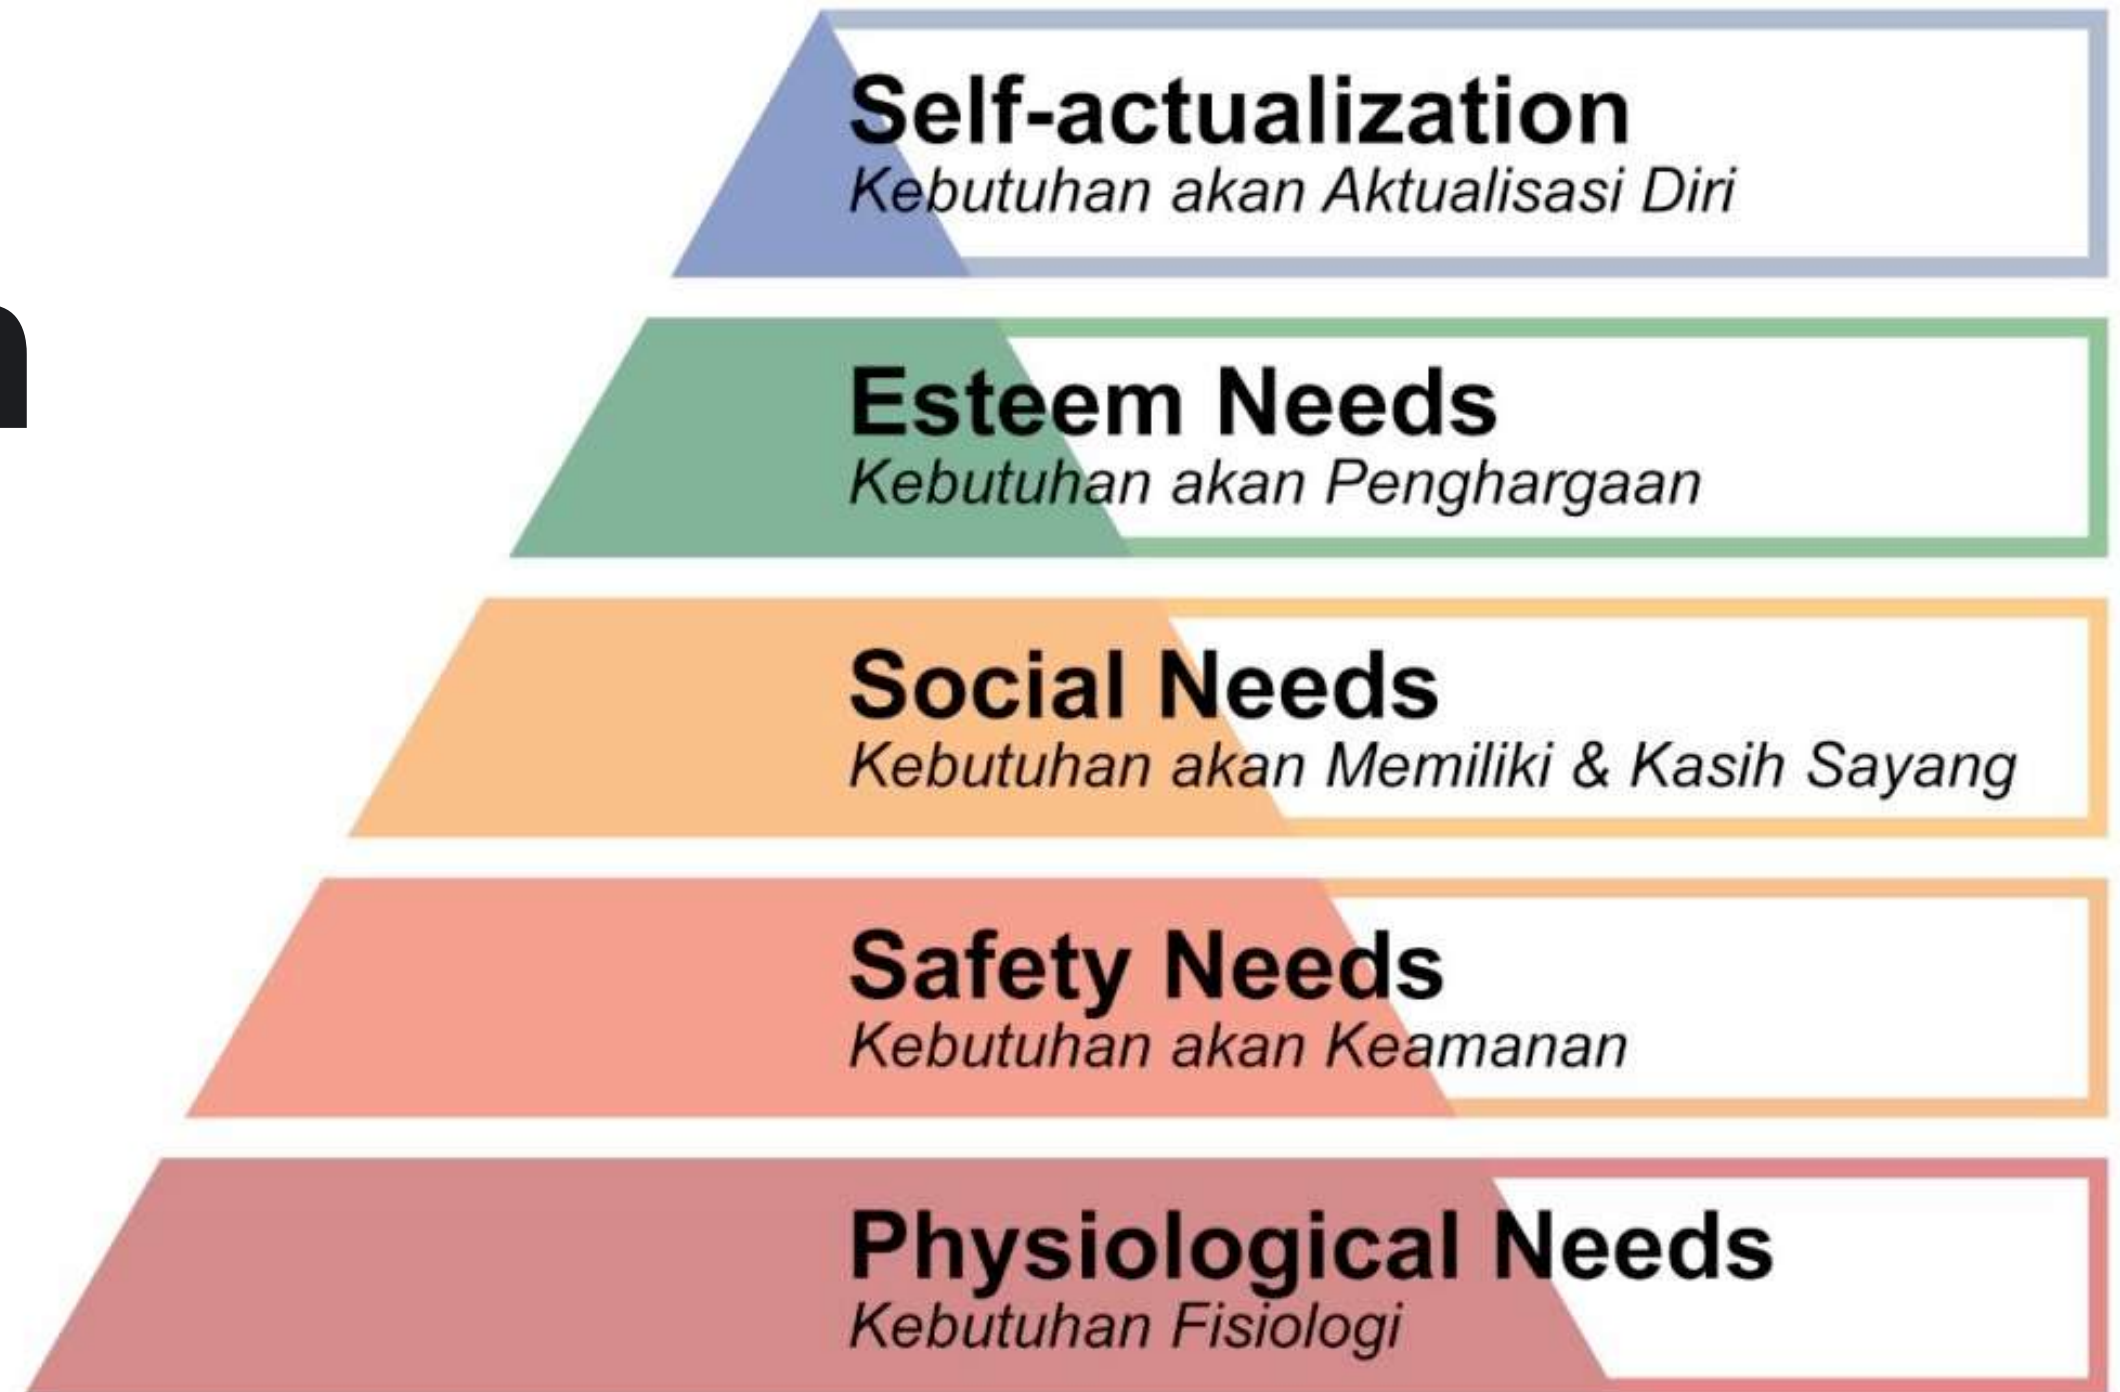 Self-actualization
Kebutuhan akan Aktualisasi Diri
n
Esteem Needs
Kebutuhan akan Penghargaan
Social Needs
Kebutuhan akan Memiliki & Kasih Sayang
Safety Needs
Kebutuhan akan Keamanan
Physiological Needs
Kebutuhan Fisiologi